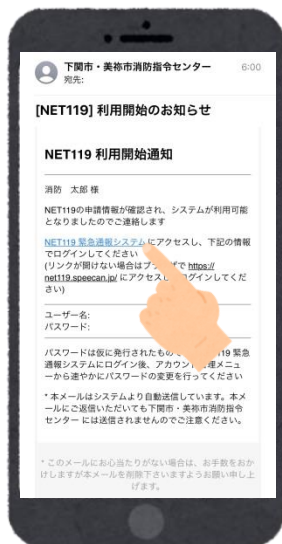 下関市・美祢市消防指令センター 6:00
宛先:
[NET119] 利用開始のお知らせ
NET119 利用開始通知
消防 太郎 様
NET119の申請情報が確認され、システムが利用可能
となりましたのでご連絡します
NET119 緊急通報システム にアクセスし、下記の情報
でログインしてください
(リンクが開けない場合はブ で https://
net119.speecan.jp/ にアクセスし ログインしてくだ
さい)
ユーザー名:
パスワード:
パスワードは仮に発行されたもの 19 緊急
通報システムにログイン後、アカウン 理メニュ
ーから速やかにパスワードの変更を行ってください
* 本メールはシステムより自動送信しています。本メ
ールにご返信いただいても下関市・美祢市消防指令
センター には送信されませんのでご注意ください。
* このメールにお心当たりがない場合は、お手数をおか
けしますが本メールを削除下さいますようお願い申し上
げます。